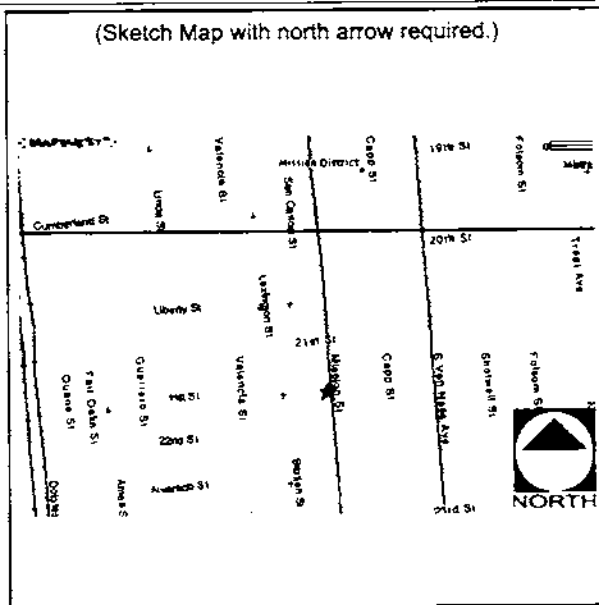 (Sketch Map with north arrow required.)
Valencia St
Mission District
Capp St
19th St
Folsom St
Linda St
San Carlos St
Cumberland St
20th St
Treat Ave
Liberty St
Lexington St
21st St
Mission St
Capp St
S Van Ness Ave
Shotwell St
Folsom S
Quane St
Fair Oaks St
Guerrero St
Hill St
Valencia St
22nd St
Alvarado St
Ames S
Dolores
Bartlett St
23rd St
NORTH